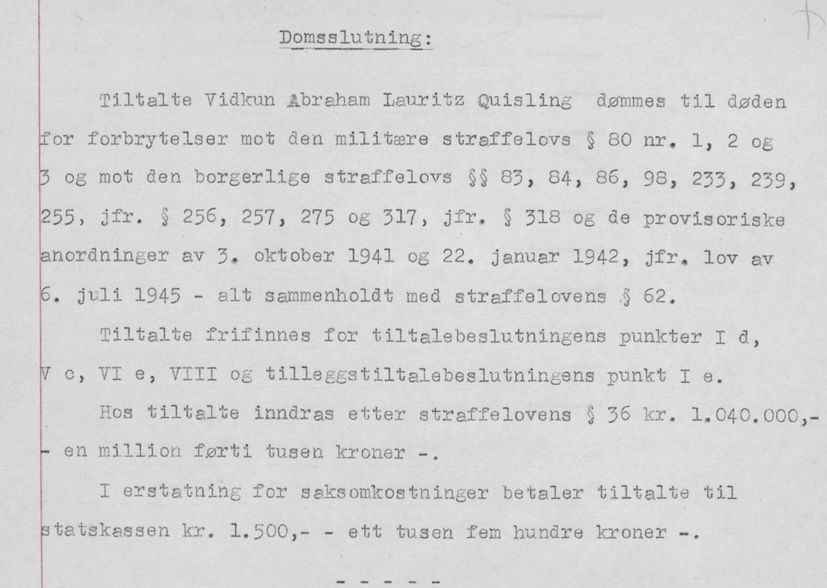 Domsslutning:
Tiltalte Vidkun Abraham Lauritz Quisling dømmes til døden
for forbrytelser mot den militære straffelovs § 80 nr. 1, 2 og
3 og mot den borgerlige straffelovs §§ 83, 84, 86, 98, 233, 239,
255, jfr. § 256, 257, 275 og 317, jfr. § 318 og de provisoriske
anordninger av 3. oktober 1941 og 22. januar 1942, jfr. lov av
6. juli 1945 - alt sammenholdt med straffelovens § 62.
Tiltalte frifinnes for tiltalebeslutningens punkter I d,
V c, VI e, VIII og tilleggstiltalebeslutningens punkt I e.
Hos tiltalte inndras etter straffelovens § 36 kr. 1.040.000,-
- en million førti tusen kroner -.
I erstatning for saksomkostninger betaler tiltalte til
statskassen kr. 1.500,- - ett tusen fem hundre kroner -.
- - - - -